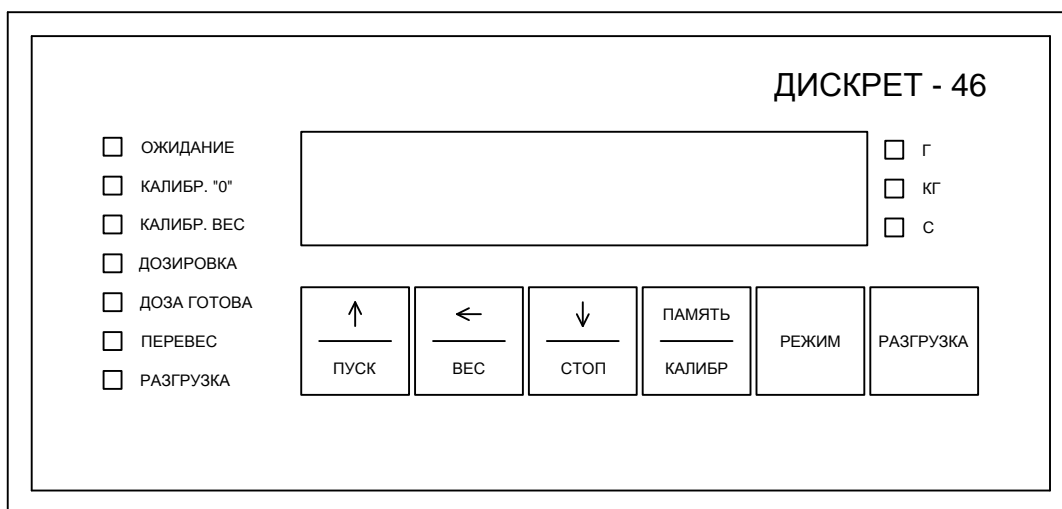 ДИСКРЕТ - 46
ОЖИДАНИЕ
КАЛИБР. "0"
КАЛИБР. ВЕС
ДОЗИРОВКА
ДОЗА ГОТОВА
ПЕРЕВЕС
РАЗГРУЗКА
Г
КГ
С
↑
ПУСК
←
ВЕС
↓
СТОП
ПАМЯТЬ
КАЛИБР
РЕЖИМ
РАЗГРУЗКА